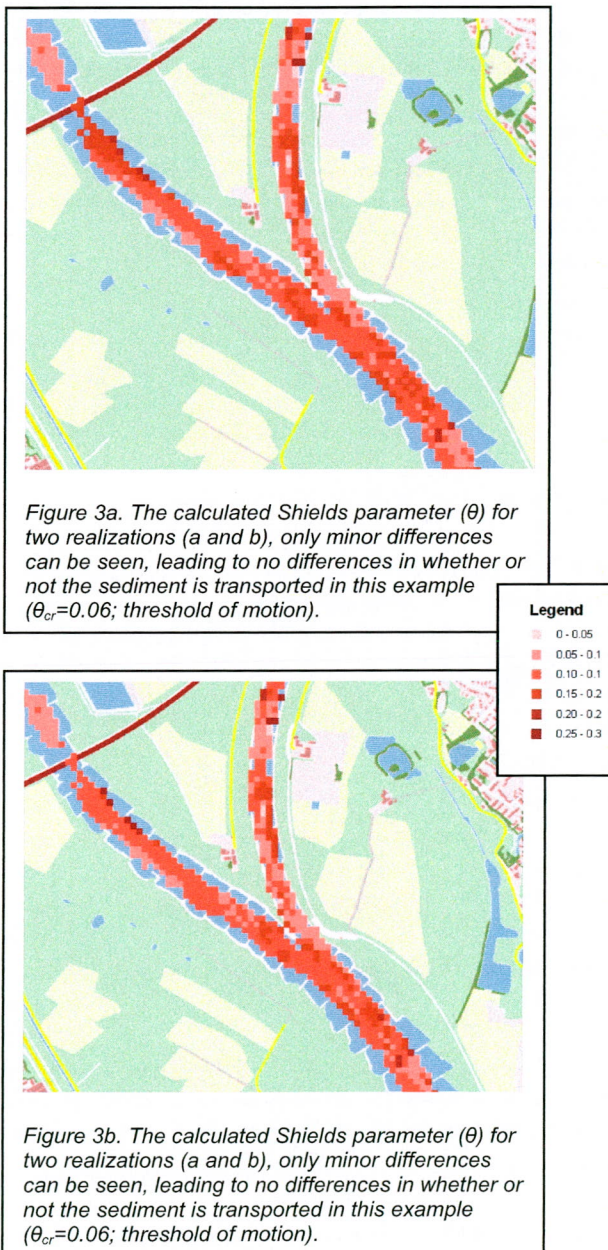 Figure 3a. The calculated Shields parameter (θ) for
two realizations (a and b), only minor differences
can be seen, leading to no differences in whether or
not the sediment is transported in this example
(θcr=0.06; threshold of motion).
Legend
0 - 0.05
0.05 - 0.1
0.10 - 0.1
0.15 - 0.2
0.20 - 0.2
0.25 - 0.3
Figure 3b. The calculated Shields parameter (θ) for
two realizations (a and b), only minor differences
can be seen, leading to no differences in whether or
not the sediment is transported in this example
(θcr=0.06; threshold of motion).